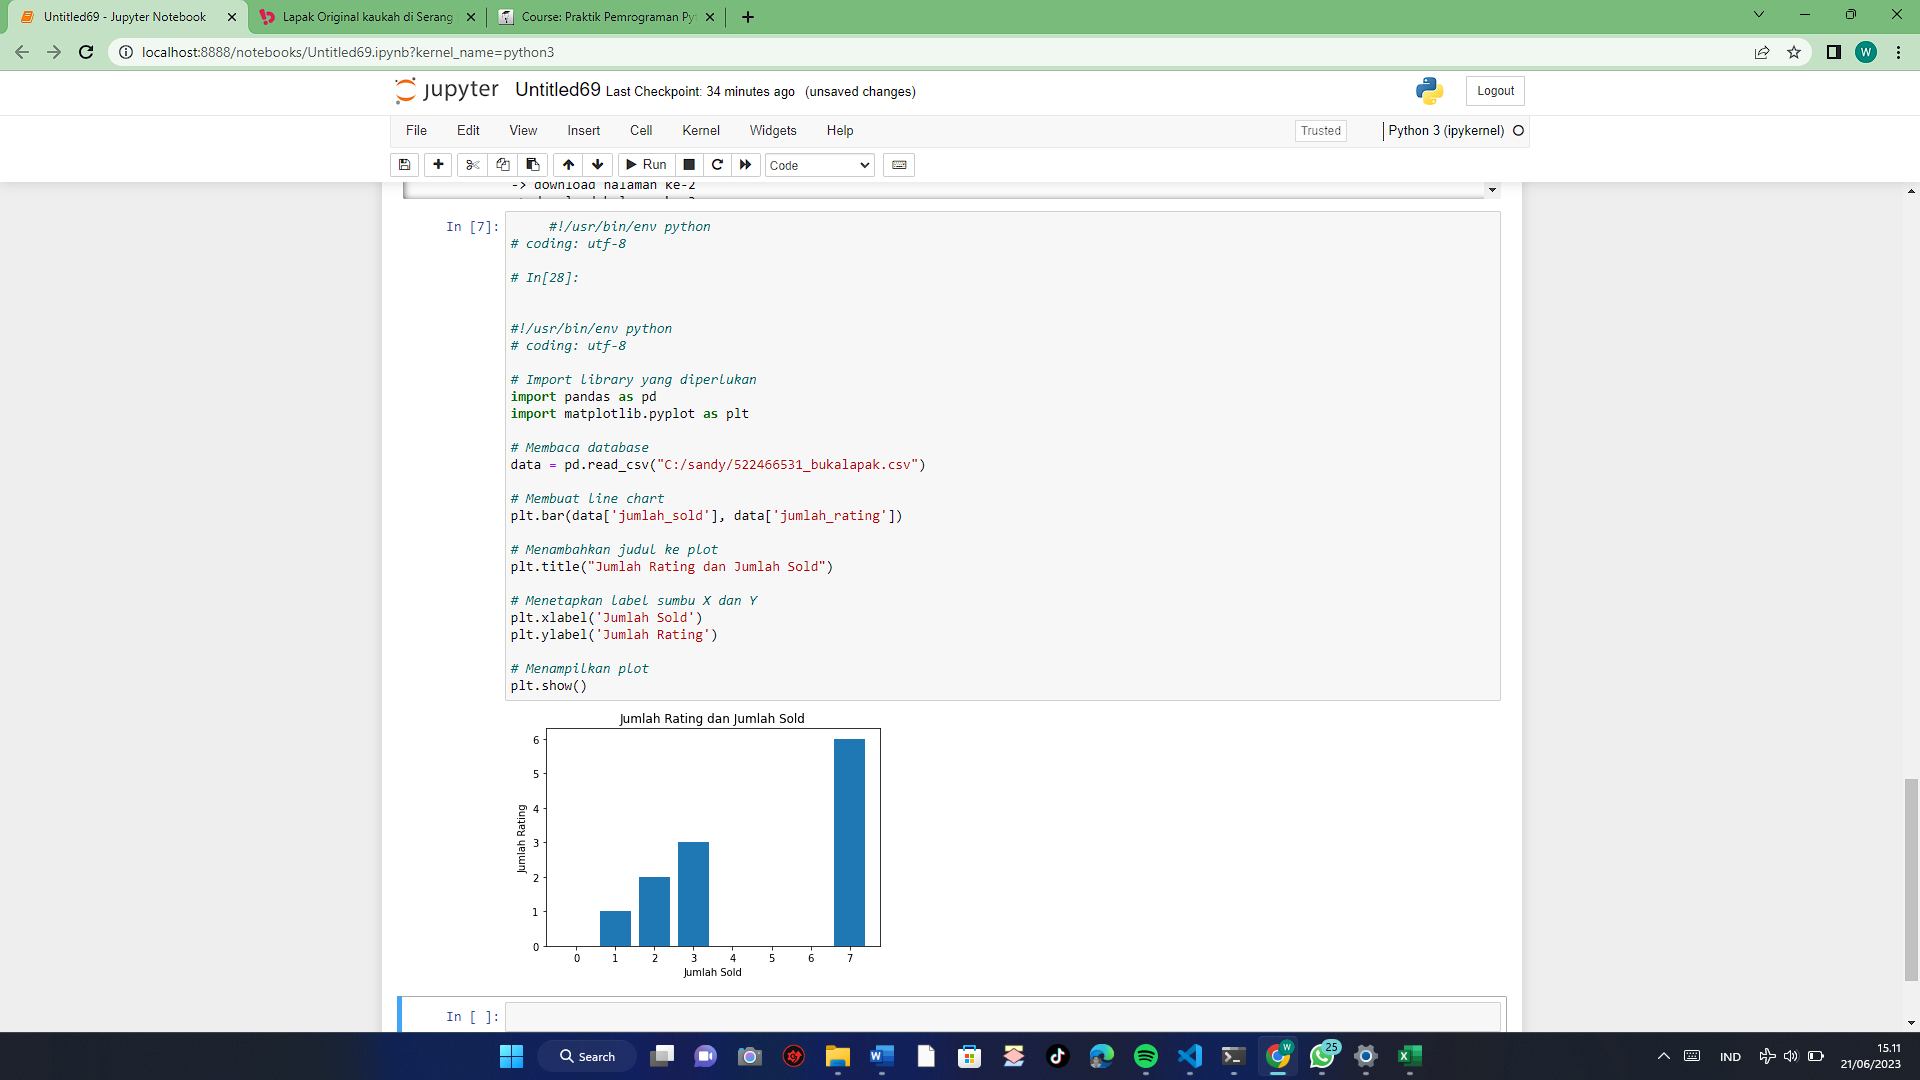 Untitled69 - Jupyter Notebook
Lapak Original kaukah di Serang
Course: Praktik Pemrograman Py
localhost:8888/notebooks/Untitled69.ipynb?kernel_name=python3
W
jupyter Untitled69 Last Checkpoint: 34 minutes ago (unsaved changes)
Logout
File Edit View Insert Cell Kernel Widgets Help
Trusted
Python 3 (ipykernel)
Run
Code
-> download halaman ke-2
In [7]:
#!/usr/bin/env python
# coding: utf-8
# In[28]:
#!/usr/bin/env python
# coding: utf-8
# Import library yang diperlukan
import pandas as pd
import matplotlib.pyplot as plt
# Membaca database
data = pd.read_csv("C:/sandy/522466531_bukalapak.csv")
# Membuat line chart
plt.bar(data['jumlah_sold'], data['jumlah_rating'])
# Menambahkan judul ke plot
plt.title("Jumlah Rating dan Jumlah Sold")
# Menetapkan label sumbu X dan Y
plt.xlabel('Jumlah Sold')
plt.ylabel('Jumlah Rating')
# Menampilkan plot
plt.show()
Jumlah Rating dan Jumlah Sold
6
5
4
3
2
1
0
Jumlah Rating
0 1 2 3 4 5 6 7
Jumlah Sold
In [ ]:
Search
W
25
IND
15.11
21/06/2023